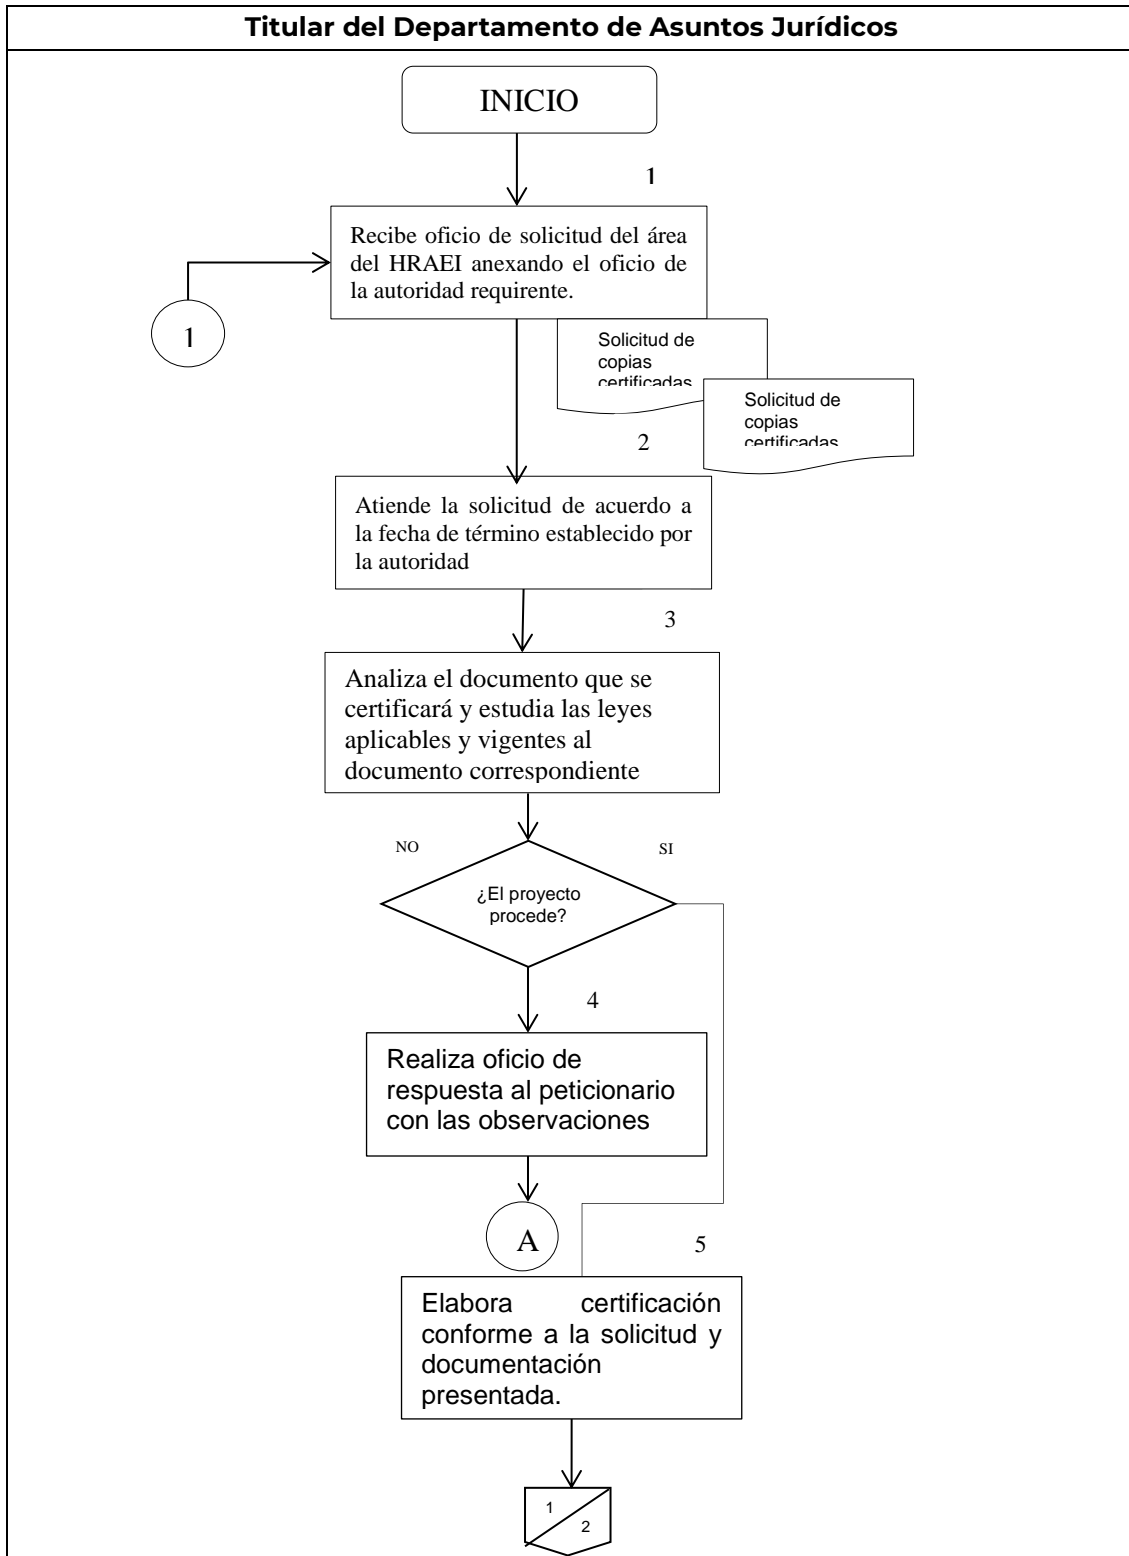 Titular del Departamento de Asuntos Jurídicos
INICIO
1
Recibe oficio de solicitud del área
del HRAEI anexando el oficio de
la autoridad requirente.
1
Solicitud de
copias
certificadas
Solicitud de
copias
certificadas
2
Atiende la solicitud de acuerdo a
la fecha de término establecido por
la autoridad
3
Analiza el documento que se
certificará y estudia las leyes
aplicables y vigentes al
documento correspondiente
NO
SI
¿El proyecto
procede?
4
Realiza oficio de
respuesta al peticionario
con las observaciones
A
5
Elabora certificación
conforme a la solicitud y
documentación
presentada.
1
2